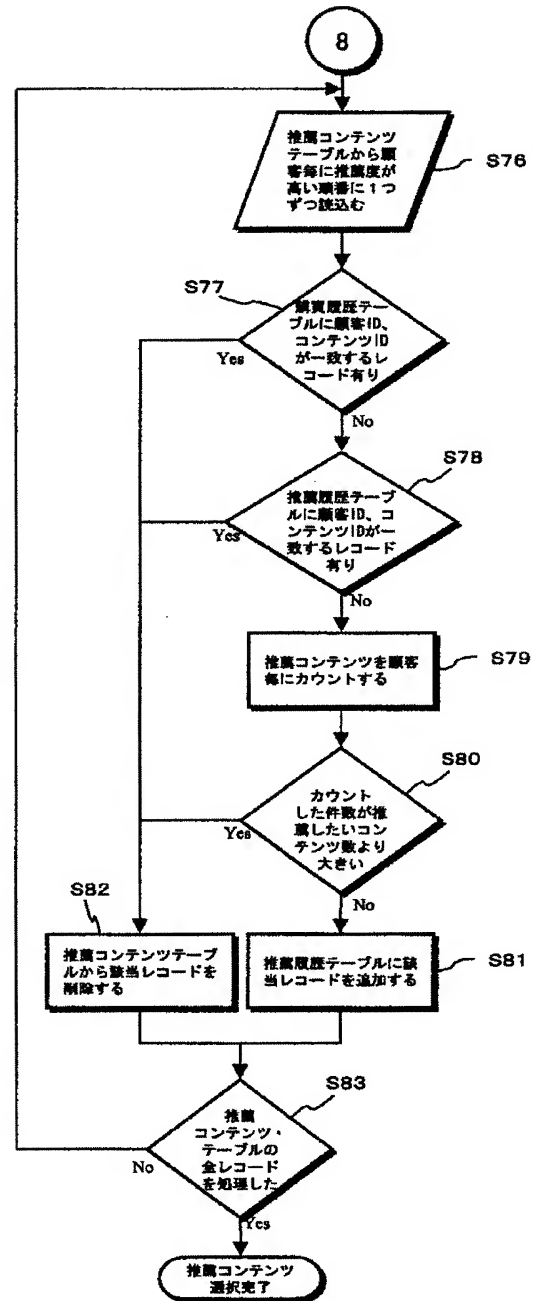 8
推薦コンテンツ
テーブルから顧
客毎に推薦度が
高い順番に1つ
ずつ読込む
S76
S77
購買履歴テー
ブルに顧客ID、
コンテンツID
が一致するレ
コード有り
Yes
No
S78
推薦履歴テーブ
ルに顧客ID、コ
ンテンツIDが一
致するレコード
有り
Yes
No
推薦コンテンツを顧客
毎にカウントする
S79
S80
カウント
した件数が推
薦したいコン
テンツ数より
大きい
Yes
No
S82
推薦コンテンツテーブ
ルから該当レコードを
削除する
推薦履歴テーブルに該
当レコードを追加する
S81
S83
推薦
コンテンツ・
テーブルの
全レコード
を処理した
No
Yes
推薦コンテンツ
選択完了